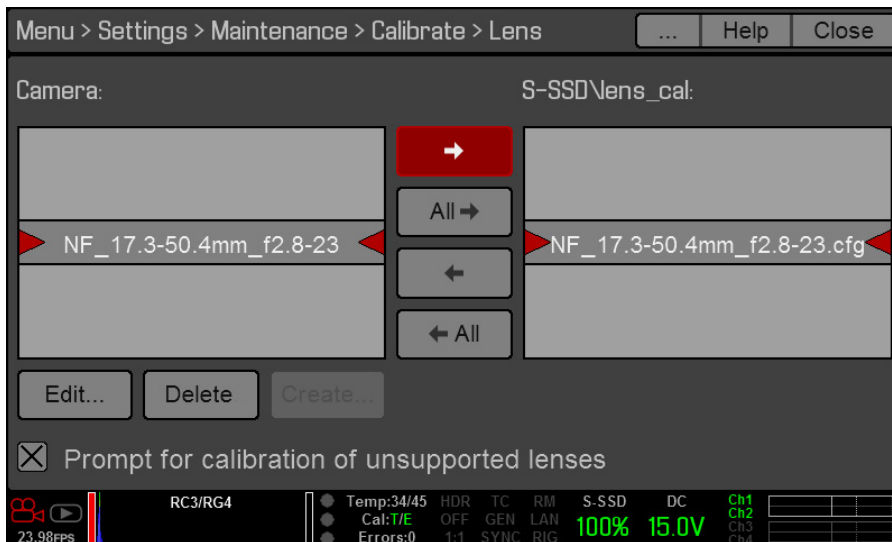 Menu > Settings > Maintenance > Calibrate > Lens
... Help Close
Camera:
S-SSD\lens_cal:
NF_17.3-50.4mm_f2.8-23
NF_17.3-50.4mm_f2.8-23.cfg
All
All
Edit... Delete Create...
Prompt for calibration of unsupported lenses
RC3/RG4
Temp:34/45 HDR TC RM S-SSD DC Ch1
Ch2
Cal:T/E OFF GEN LAN 100% 15.0V Ch3
23.98FPS Errors:0 1:1 SYNC RIG Ch4